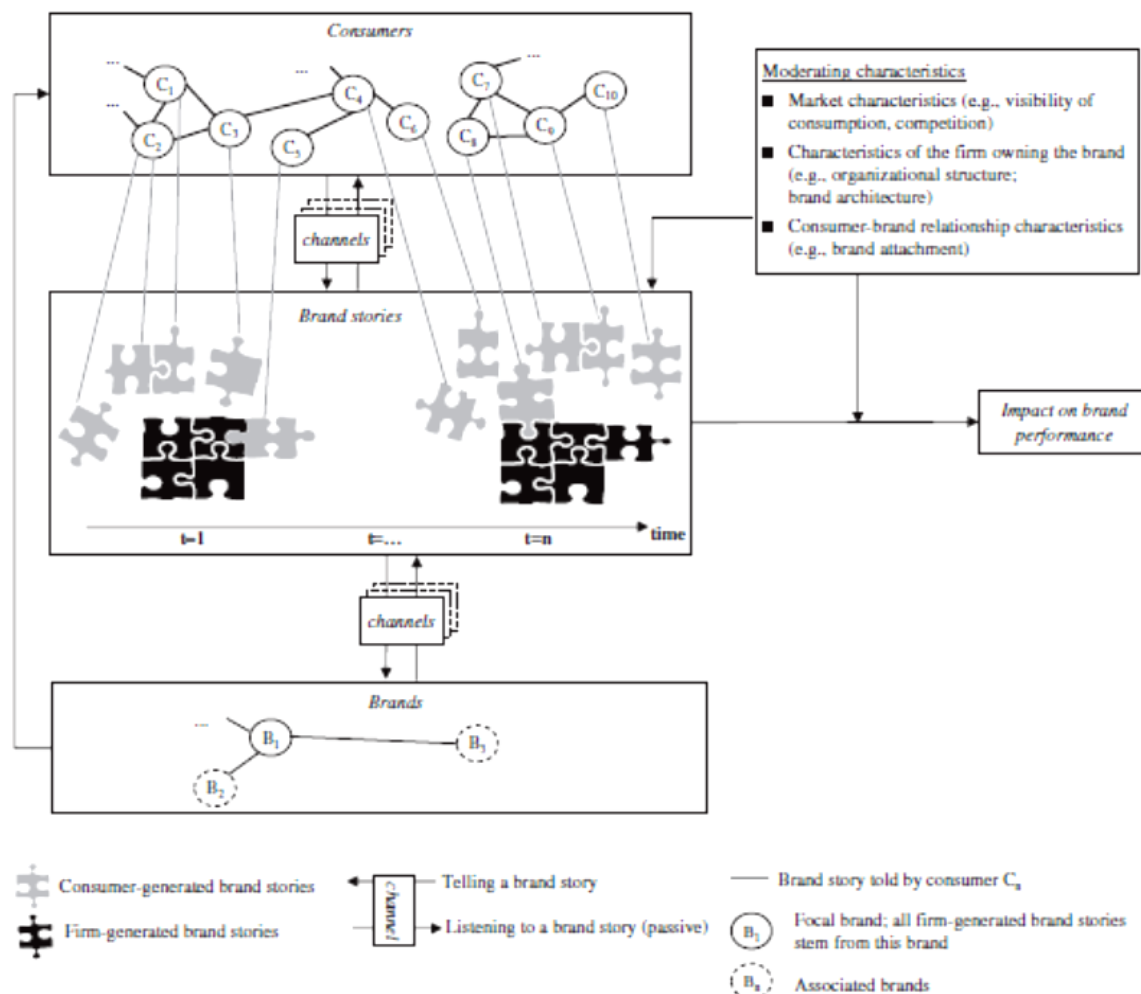 Consumers
...
C1
...
C2
C3
...
C4
C5
C6
C7
...
C8
C9
C10
Moderating characteristics
■ Market characteristics (e.g., visibility of
consumption, competition)
■ Characteristics of the firm owning the brand
(e.g., organizational structure;
brand architecture)
■ Consumer-brand relationship characteristics
(e.g., brand attachment)
channels
Brand stories
Impact on brand
performance
t=1
t=...
t=n
time
channels
Brands
...
B1
B2
B3
Consumer-generated brand stories
Firm-generated brand stories
channel
Telling a brand story
Listening to a brand story (passive)
Brand story told by consumer Cn
B1
Focal brand; all firm-generated brand stories
stem from this brand
Bn
Associated brands